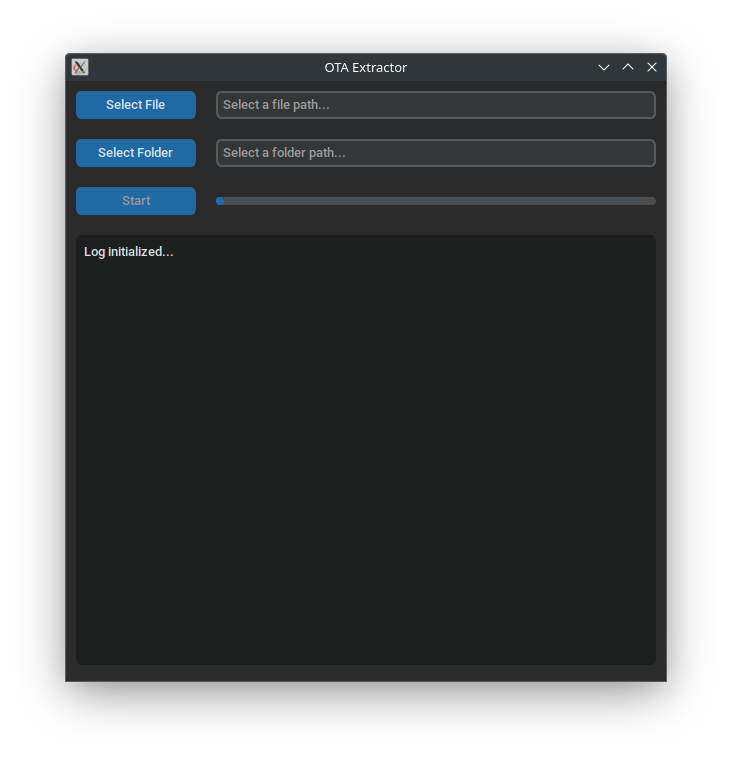 OTA Extractor
Select File
Select a file path...
Select Folder
Select a folder path...
Start
Log initialized...